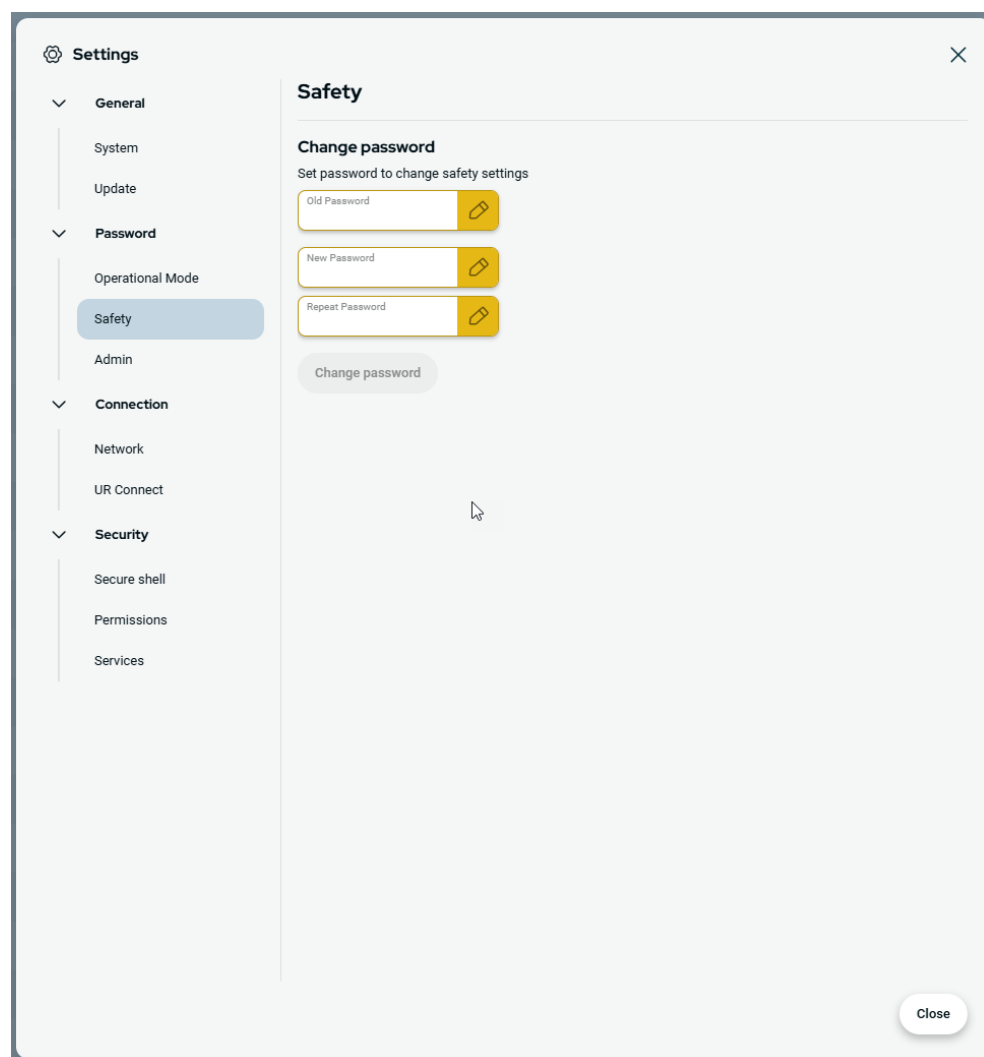 Settings
General
System
Update
Password
Operational Mode
Safety
Admin
Connection
Network
UR Connect
Security
Secure shell
Permissions
Services
Safety
Change password
Set password to change safety settings
Old Password
New Password
Repeat Password
Change password
Close